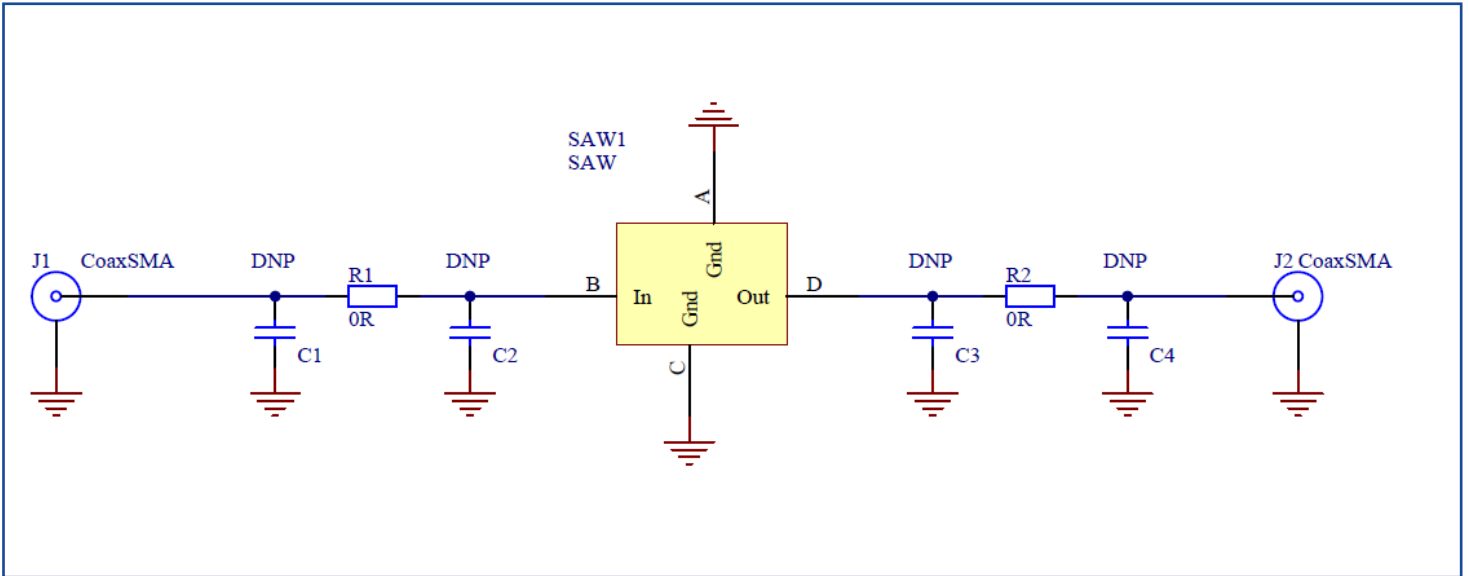 SAW1
SAW
A
J1 CoaxSMA
DNP
R1
DNP
B
In
Gnd
Gnd
Out
D
DNP
R2
DNP
J2 CoaxSMA
0R
0R
C1
C2
C
C3
C4